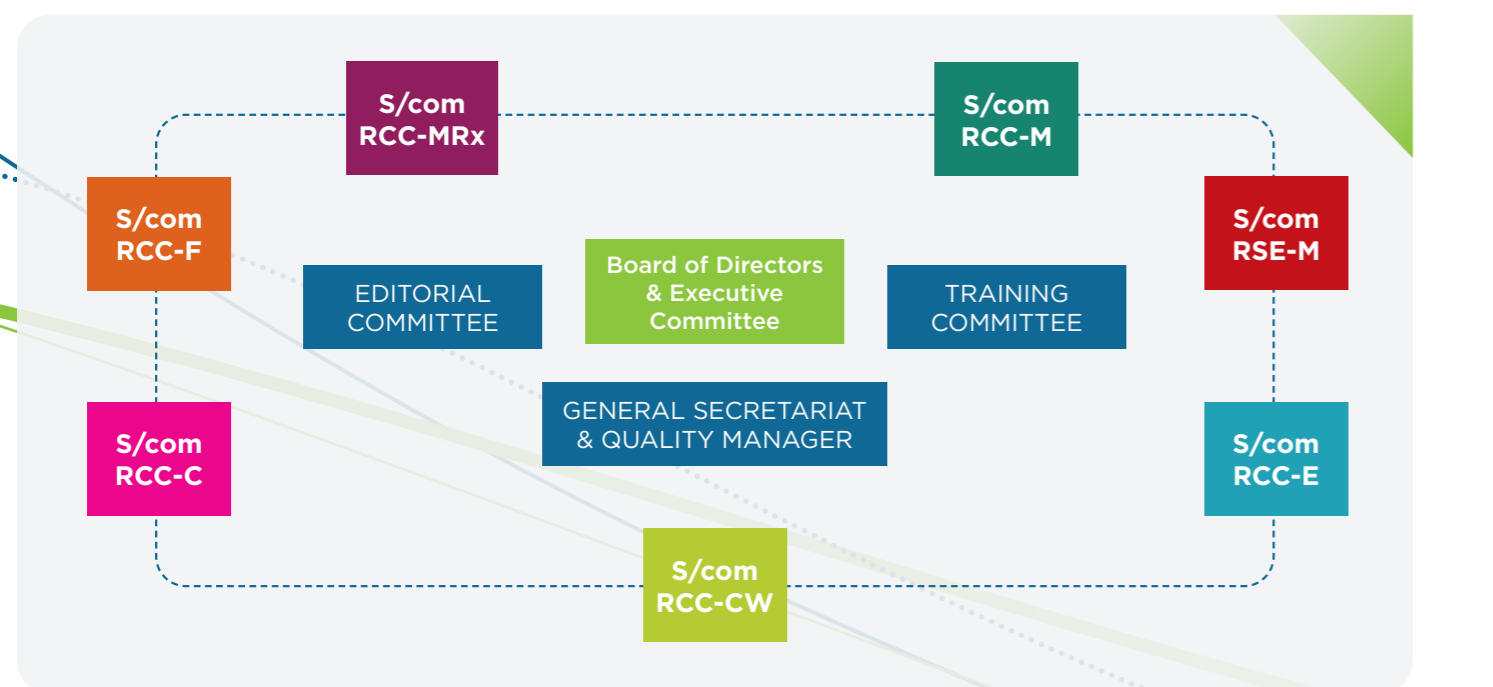 S/com
RCC-MRx
S/com
RCC-M
S/com
RCC-F
S/com
RSE-M
EDITORIAL
COMMITTEE
Board of Directors
& Executive
Committee
TRAINING
COMMITTEE
GENERAL SECRETARIAT
& QUALITY MANAGER
S/com
RCC-C
S/com
RCC-E
S/com
RCC-CW